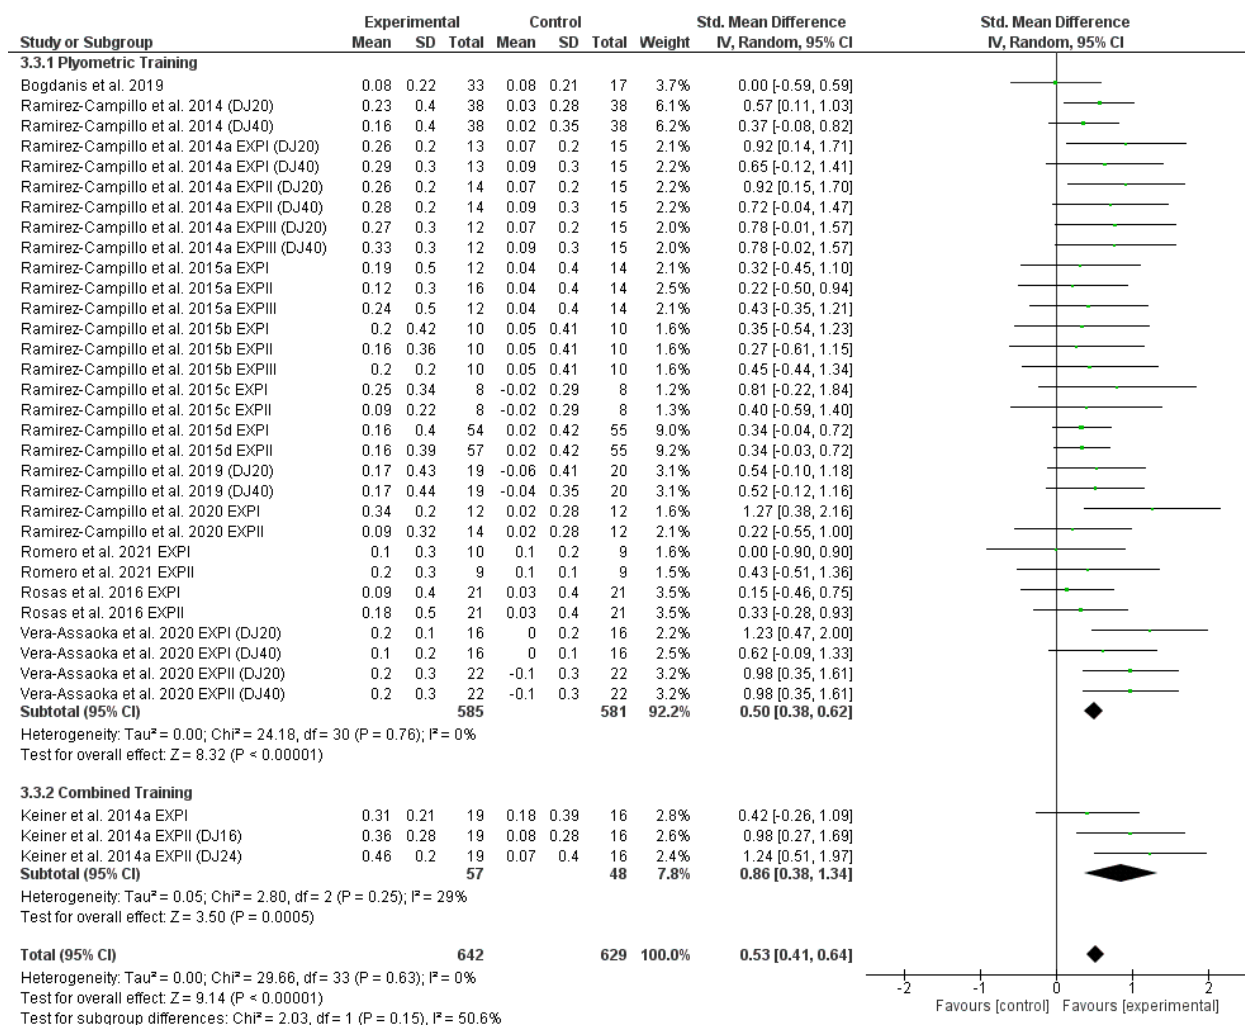 Experimental Control Std. Mean Difference Std. Mean Difference
Study or Subgroup Mean SD Total Mean SD Total Weight IV, Random, 95% CI IV, Random, 95% CI
3.3.1 Plyometric Training
Bogdanis et al. 2019 0.08 0.22 33 0.08 0.21 17 3.7% 0.00 [-0.59, 0.59]
Ramirez-Campillo et al. 2014 (DJ20) 0.23 0.4 38 0.03 0.28 38 6.2% 0.57 [0.11, 1.03]
Ramirez-Campillo et al. 2014 (DJ40) 0.16 0.4 38 0.02 0.35 38 6.2% 0.37 [-0.08, 0.82]
Ramirez-Campillo et al. 2014a EXPI (DJ20) 0.26 0.2 13 0.07 0.2 15 2.1% 0.92 [0.14, 1.71]
Ramirez-Campillo et al. 2014a EXPI (DJ40) 0.29 0.3 13 0.09 0.3 15 2.2% 0.65 [-0.12, 1.41]
Ramirez-Campillo et al. 2014a EXPII (DJ20) 0.26 0.2 14 0.07 0.2 15 2.2% 0.92 [0.15, 1.70]
Ramirez-Campillo et al. 2014a EXPII (DJ40) 0.28 0.2 14 0.09 0.3 15 2.2% 0.72 [-0.04, 1.47]
Ramirez-Campillo et al. 2014a EXPIII (DJ20) 0.27 0.3 12 0.07 0.2 15 2.0% 0.78 [-0.01, 1.57]
Ramirez-Campillo et al. 2014a EXPIII (DJ40) 0.33 0.3 12 0.09 0.3 15 2.0% 0.78 [-0.02, 1.57]
Ramirez-Campillo et al. 2015a EXPI 0.19 0.5 12 0.04 0.4 14 2.2% 0.32 [-0.45, 1.10]
Ramirez-Campillo et al. 2015a EXPII 0.12 0.3 16 0.04 0.4 14 2.5% 0.22 [-0.50, 0.94]
Ramirez-Campillo et al. 2015a EXPIII 0.24 0.5 12 0.04 0.4 14 2.1% 0.43 [-0.35, 1.21]
Ramirez-Campillo et al. 2015b EXPI 0.2 0.42 10 0.05 0.41 10 1.6% 0.35 [-0.54, 1.23]
Ramirez-Campillo et al. 2015b EXPII 0.16 0.36 10 0.05 0.41 10 1.7% 0.27 [-0.61, 1.15]
Ramirez-Campillo et al. 2015b EXPIII 0.2 0.2 10 0.05 0.41 10 1.6% 0.45 [-0.44, 1.34]
Ramirez-Campillo et al. 2015c EXPI 0.25 0.34 8 -0.02 0.29 8 1.2% 0.81 [-0.22, 1.84]
Ramirez-Campillo et al. 2015c EXPII 0.09 0.22 8 -0.02 0.29 8 1.3% 0.40 [-0.59, 1.40]
Ramirez-Campillo et al. 2015d EXPI 0.16 0.4 54 0.02 0.42 55 9.0% 0.34 [-0.04, 0.72]
Ramirez-Campillo et al. 2015d EXPII 0.16 0.39 57 0.02 0.42 55 9.2% 0.34 [-0.03, 0.72]
Ramirez-Campillo et al. 2019 (DJ20) 0.17 0.43 19 -0.06 0.41 20 3.1% 0.54 [-0.10, 1.18]
Ramirez-Campillo et al. 2019 (DJ40) 0.17 0.44 19 -0.04 0.35 20 3.1% 0.52 [-0.12, 1.16]
Ramirez-Campillo et al. 2020 EXPI 0.34 0.2 12 0.02 0.28 12 1.6% 1.27 [0.38, 2.16]
Ramirez-Campillo et al. 2020 EXPII 0.09 0.32 14 0.02 0.28 12 2.1% 0.22 [-0.55, 1.00]
Romero et al. 2021 EXPI 0.1 0.3 10 0.1 0.2 9 1.6% 0.00 [-0.90, 0.90]
Romero et al. 2021 EXPII 0.2 0.3 9 0.1 0.1 9 1.5% 0.43 [-0.51, 1.36]
Rosas et al. 2016 EXPI 0.09 0.4 21 0.03 0.4 21 3.5% 0.15 [-0.46, 0.75]
Rosas et al. 2016 EXPII 0.18 0.5 21 0.03 0.4 21 3.5% 0.33 [-0.28, 0.93]
Vera-Assaoka et al. 2020 EXPI (DJ20) 0.2 0.1 16 0 0.2 16 2.2% 1.23 [0.47, 2.00]
Vera-Assaoka et al. 2020 EXPI (DJ40) 0.1 0.2 16 0 0.1 16 2.5% 0.62 [-0.09, 1.33]
Vera-Assaoka et al. 2020 EXPII (DJ20) 0.2 0.3 22 -0.1 0.3 22 3.2% 0.98 [0.35, 1.61]
Vera-Assaoka et al. 2020 EXPII (DJ40) 0.2 0.3 22 -0.1 0.3 22 3.2% 0.98 [0.35, 1.61]
Subtotal (95% CI) 585 581 92.2% 0.50 [0.38, 0.62]
Heterogeneity: Tau² = 0.00; Chi² = 24.18, df = 30 (P = 0.76); I² = 0%
Test for overall effect: Z = 8.32 (P < 0.00001)
3.3.2 Combined Training
Keiner et al. 2014a EXPI 0.31 0.21 19 0.18 0.39 16 2.8% 0.42 [-0.26, 1.09]
Keiner et al. 2014a EXPII (DJ16) 0.36 0.28 19 0.08 0.28 16 2.6% 0.98 [0.27, 1.69]
Keiner et al. 2014a EXPII (DJ24) 0.46 0.2 19 0.07 0.4 16 2.4% 1.24 [0.51, 1.97]
Subtotal (95% CI) 57 48 7.8% 0.86 [0.38, 1.34]
Heterogeneity: Tau² = 0.05; Chi² = 2.80, df = 2 (P = 0.25); I² = 29%
Test for overall effect: Z = 3.50 (P = 0.0005)
Total (95% CI) 642 629 100.0% 0.53 [0.41, 0.64]
Heterogeneity: Tau² = 0.00; Chi² = 29.66, df = 33 (P = 0.63); I² = 0%
Test for overall effect: Z = 9.14 (P < 0.00001)
Test for subgroup differences: Chi² = 2.03, df = 1 (P = 0.15), I² = 50.6%
-2 -1 0 1 2
Favours [control] Favours [experimental]